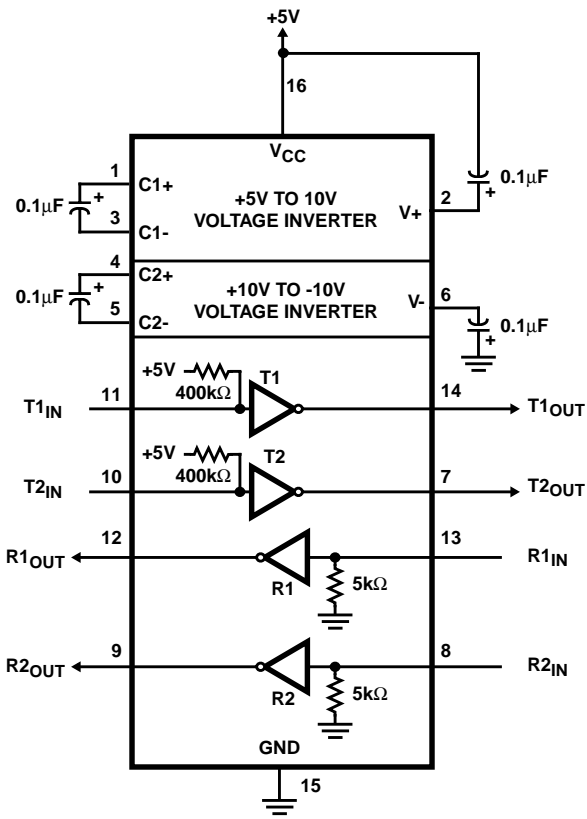 +5V
16
VCC
1
C1+
0.1μF
+
3
C1-
+5V TO 10V
VOLTAGE INVERTER
2
V+
0.1μF
+
4
C2+
0.1μF
+
5
C2-
+10V TO -10V
VOLTAGE INVERTER
V-
6
0.1μF
+
T1IN
11
+5V
400kΩ
T1
14
T1OUT
T2IN
10
+5V
400kΩ
T2
7
T2OUT
R1OUT
12
R1
5kΩ
13
R1IN
R2OUT
9
R2
5kΩ
8
R2IN
GND
15